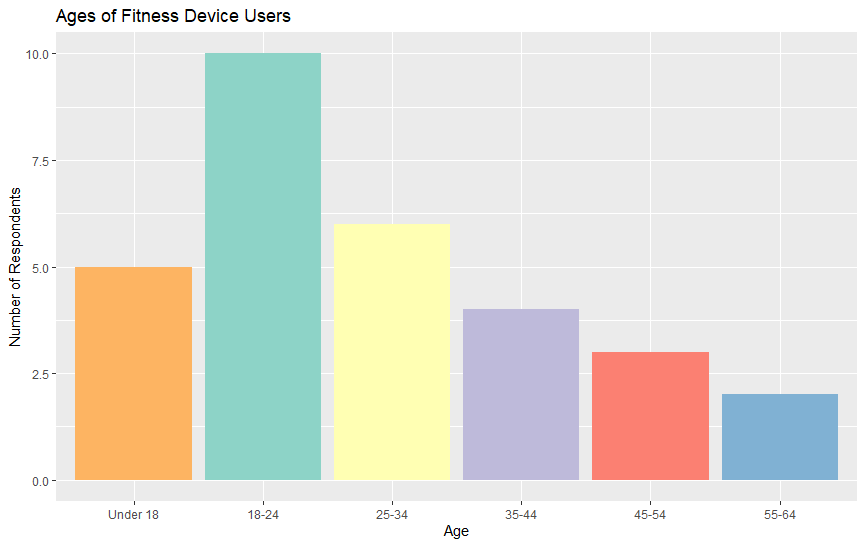 Ages of Fitness Device Users
Number of Respondents
10.0
7.5
5.0
2.5
0.0
Under 18 18-24 25-34 35-44 45-54 55-64
Age